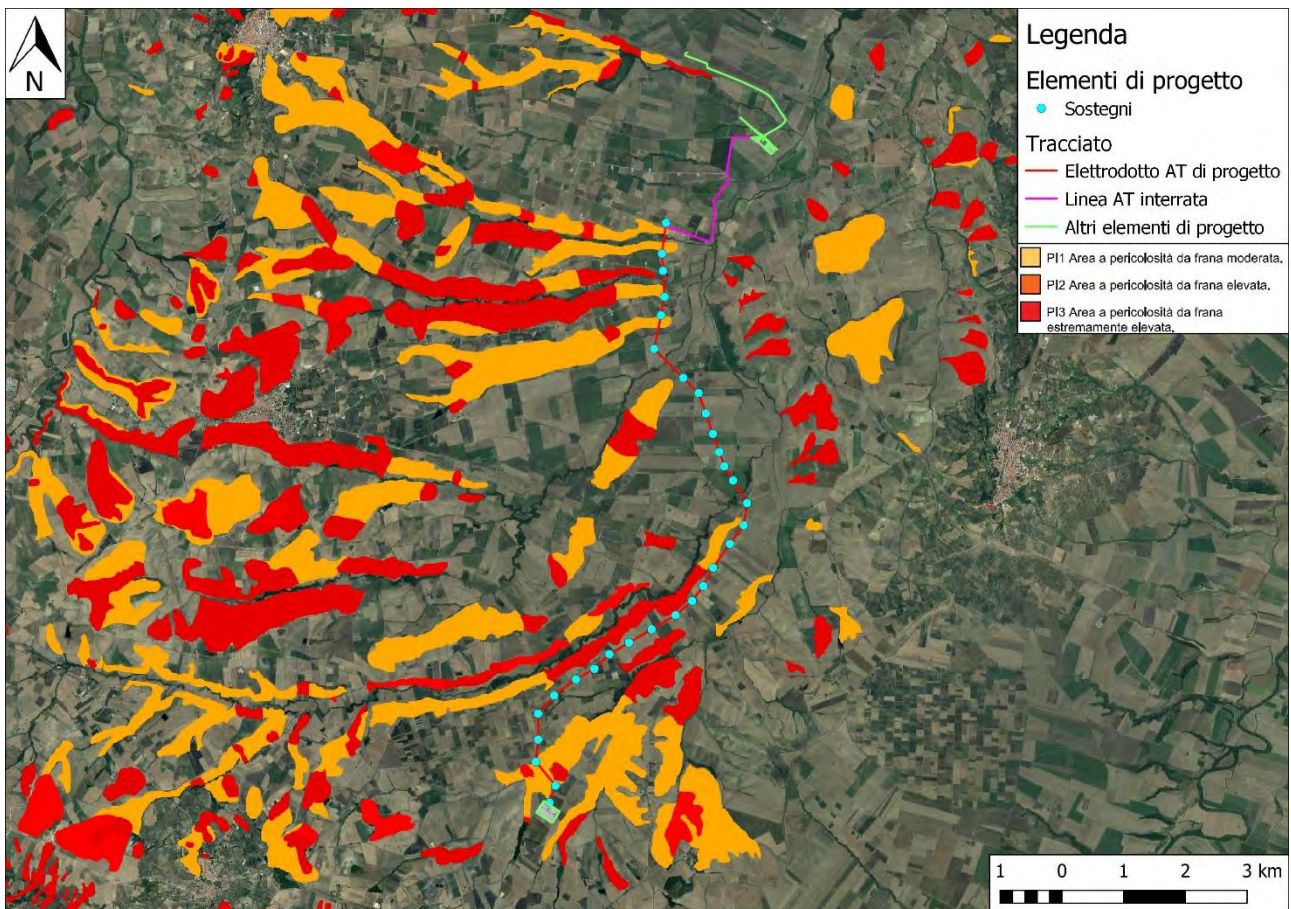 N
Legenda
Elementi di progetto
Sostegni
Tracciato
Elettrodotto AT di progetto
Linea AT interrata
Altri elementi di progetto
PI1 Area a pericolosità da frana moderata.
PI2 Area a pericolosità da frana elevata.
PI3 Area a pericolosità da frana
estremamente elevata.
1 0 1 2 3 km